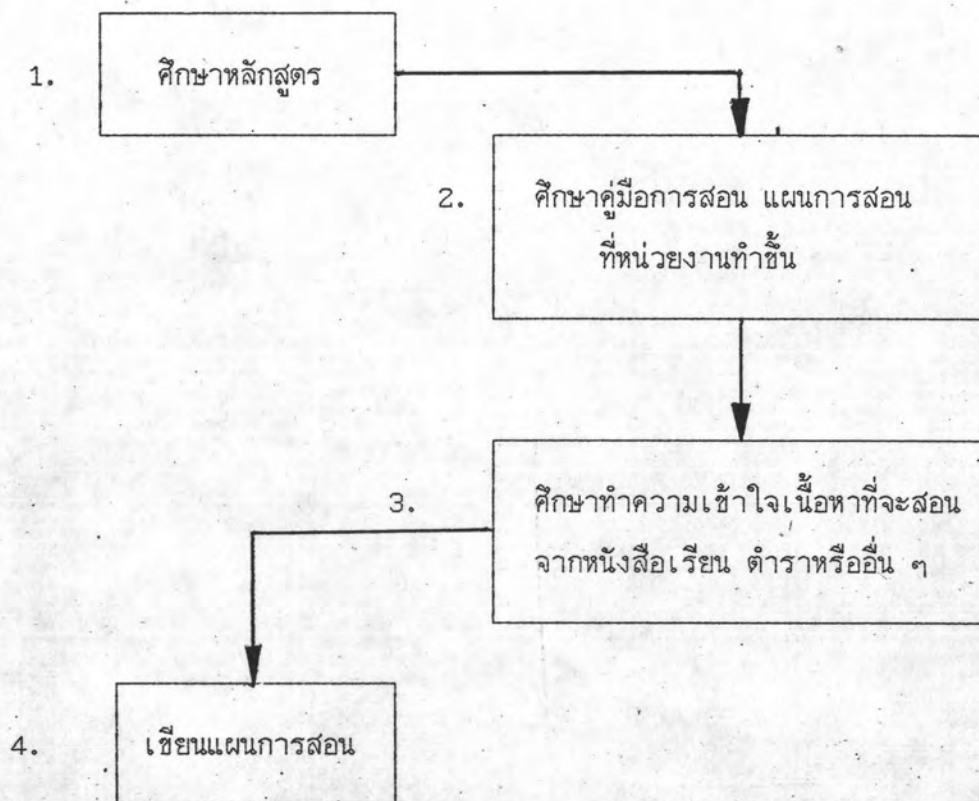 1. ศึกษาหลักสูตร
2. ศึกษาคู่มือการสอน แผนการสอน
ที่หน่วยงานทำขึ้น
3. ศึกษาทำความเข้าใจเนื้อหาที่จะสอน
จากหนังสือเรียน ตำราหรืออื่น ๆ
4. เขียนแผนการสอน